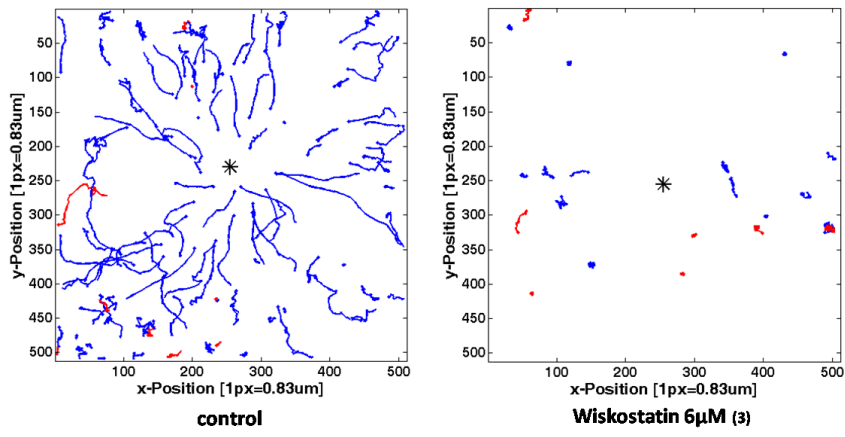 50
100
150
200
250
300
350
400
450
500
y-Position [1px=0.83um]
100 200 300 400 500
x-Position [1px=0.83um]
control
50
100
150
200
250
300
350
400
450
500
y-Position [1px=0.83um]
100 200 300 400 500
x-Position [1px=0.83um]
Wiskostatin 6µM (3)